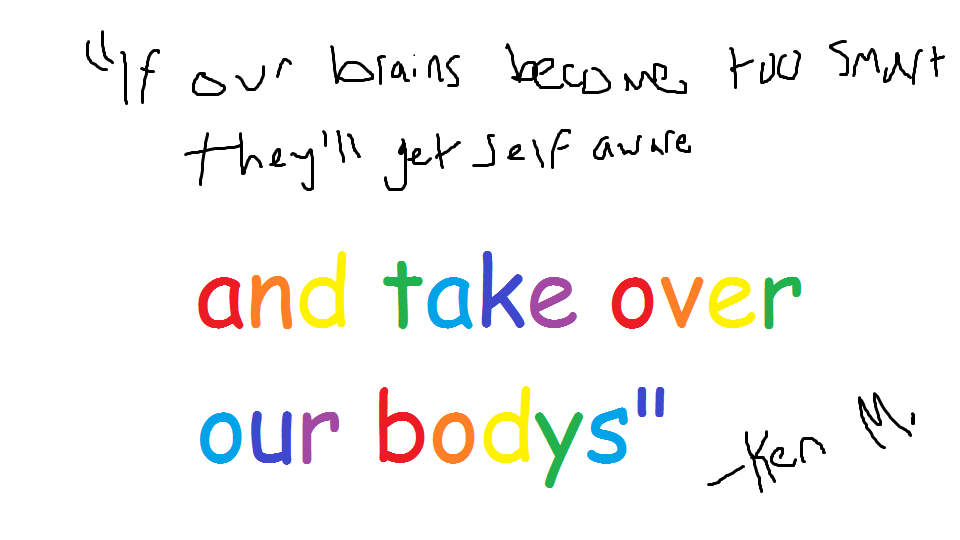 "If our brains become too smart
they'll get self aware
and take over
our bodys"
-Ken M.